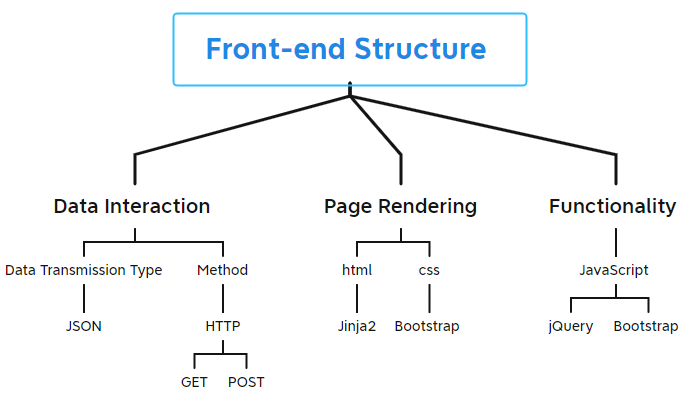 Front-end Structure
Data Interaction
Page Rendering
Functionality
Data Transmission Type
Method
html
css
JavaScript
JSON
HTTP
Jinja2
Bootstrap
jQuery
Bootstrap
GET
POST